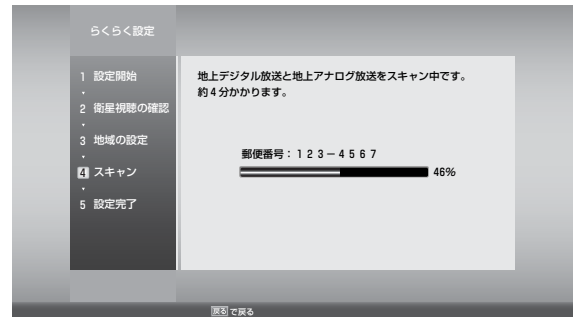 らくらく設定
1 設定開始
2 衛星視聴の確認
3 地域の設定
4 スキャン
5 設定完了
地上デジタル放送と地上アナログ放送をスキャン中です。
約4分かかります。
郵便番号：123－4567
46%
戻るで戻る